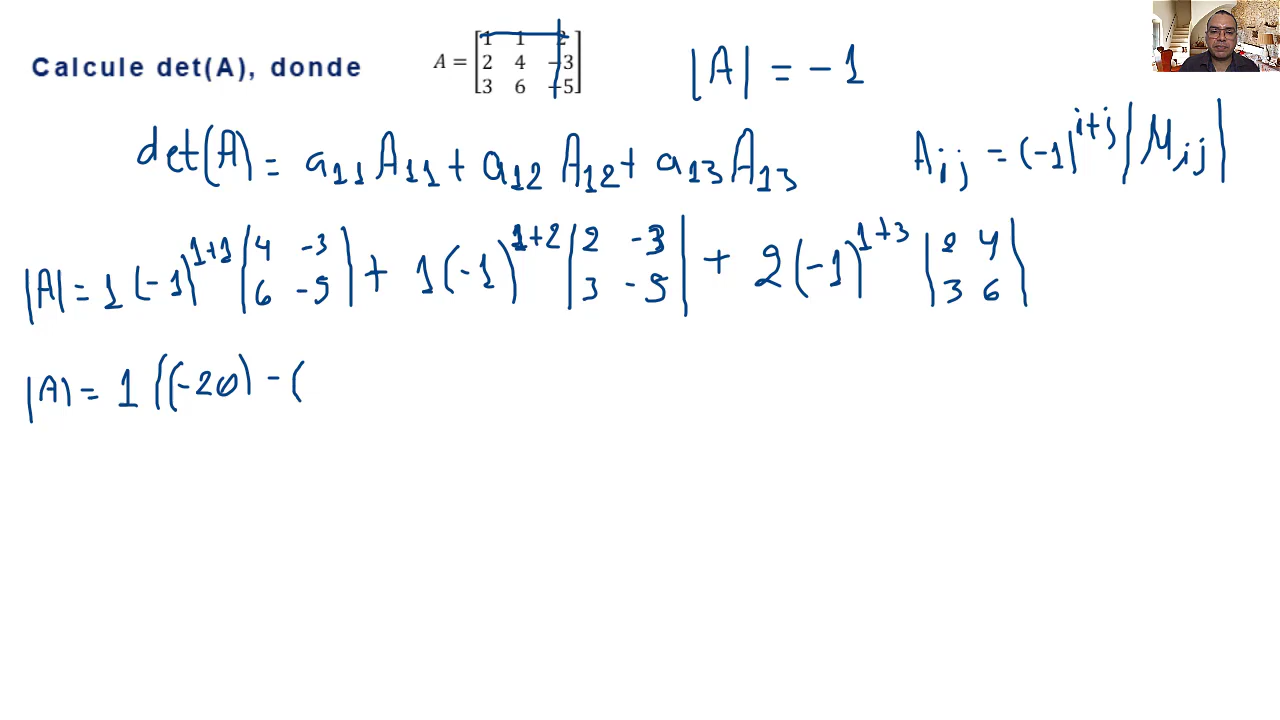 Calcule det(A), donde
A = [1 1 2
2 4 -3
3 6 -5]
|A| = -1
det(A) = a11 A11 + a12 A12 + a13 A13
Aij = (-1)^i+j |Mij|
|A| = 1 (-1)^1+1 |4 -3 + 1 (-1)^1+2 |2 -3 + 2 (-1)^1+3 |2 4
6 -5| 3 -5| 3 6|
|A| = 1 ((-20) - (